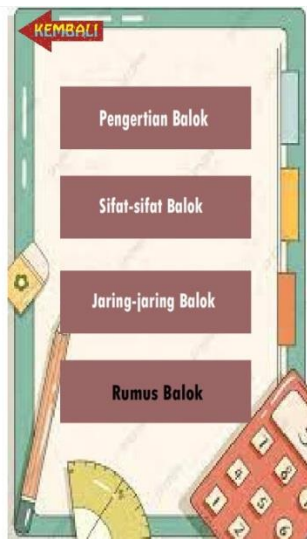 KEMBALI
Pengertian Balok
Sifat-sifat Balok
Jaring-jaring Balok
Rumus Balok